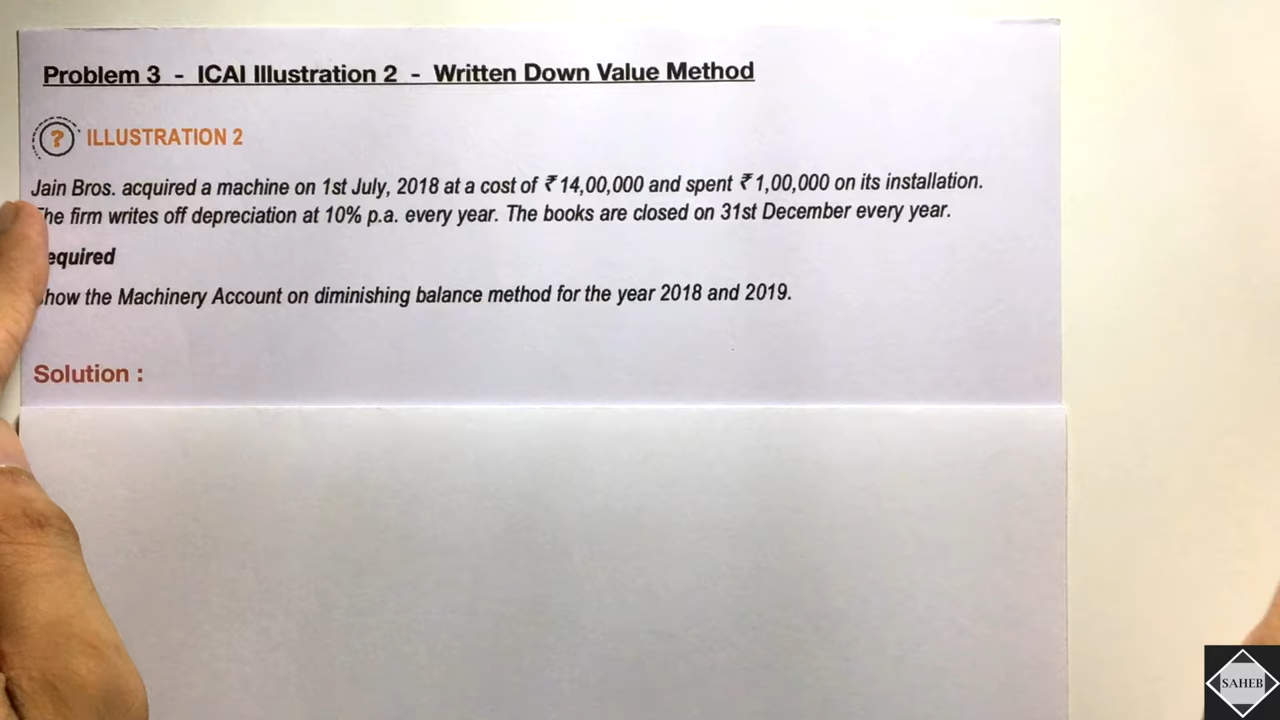 Problem 3 - ICAI Illustration 2 - Written Down Value Method
? ILLUSTRATION 2
Jain Bros. acquired a machine on 1st July, 2018 at a cost of ₹ 14,00,000 and spent ₹ 1,00,000 on its installation.
he firm writes off depreciation at 10% p.a. every year. The books are closed on 31st December every year.
equired
how the Machinery Account on diminishing balance method for the year 2018 and 2019.
Solution :
SAHEB